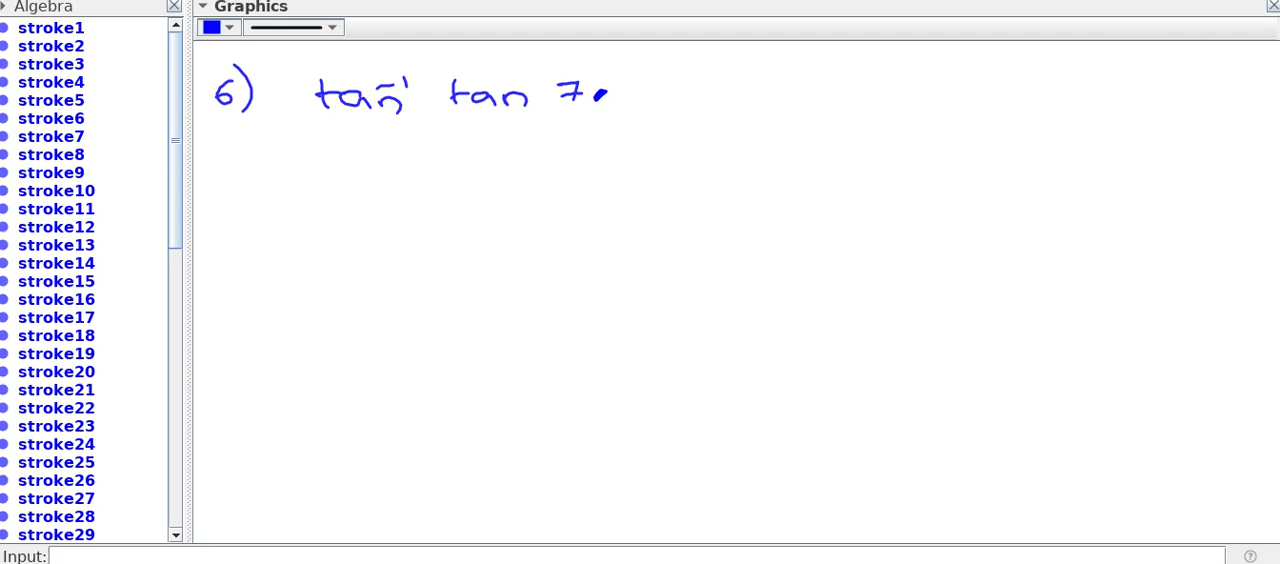 Algebra
Graphics
stroke1
stroke2
stroke3
stroke4
stroke5
stroke6
stroke7
stroke8
stroke9
stroke10
stroke11
stroke12
stroke13
stroke14
stroke15
stroke16
stroke17
stroke18
stroke19
stroke20
stroke21
stroke22
stroke23
stroke24
stroke25
stroke26
stroke27
stroke28
stroke29
6) tan⁻¹ tan 7
Input: